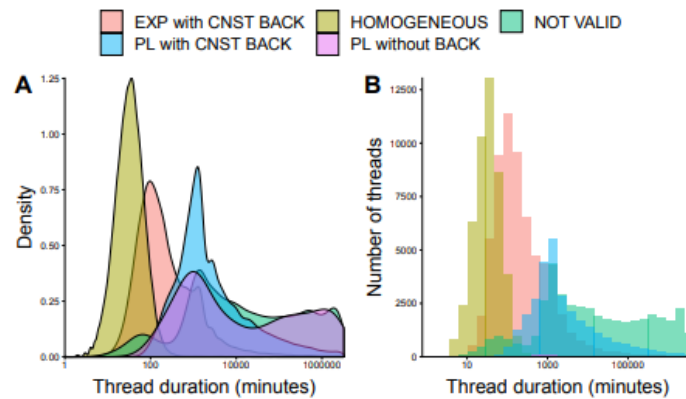 EXP with CNST BACK HOMOGENEOUS NOT VALID
PL with CNST BACK PL without BACK
A
1.25
1.00
0.75
0.50
0.25
0.00
Density
1 100 10000 1000000
Thread duration (minutes)
B
12500
10000
7500
5000
2500
0
Number of threads
10 1000 100000
Thread duration (minutes)